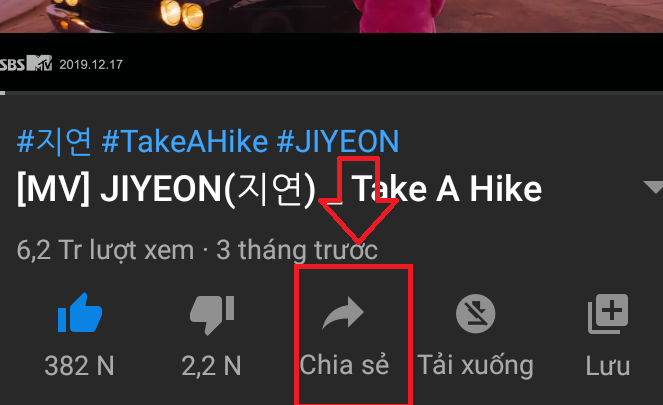 SBS MTV 2019.12.17
#지연 #TakeAHike #JIYEON
[MV] JIYEON(지연) _ Take A Hike
6,2 Tr lượt xem · 3 tháng trước
382 N 2,2 N Chia sẻ Tải xuống Lưu